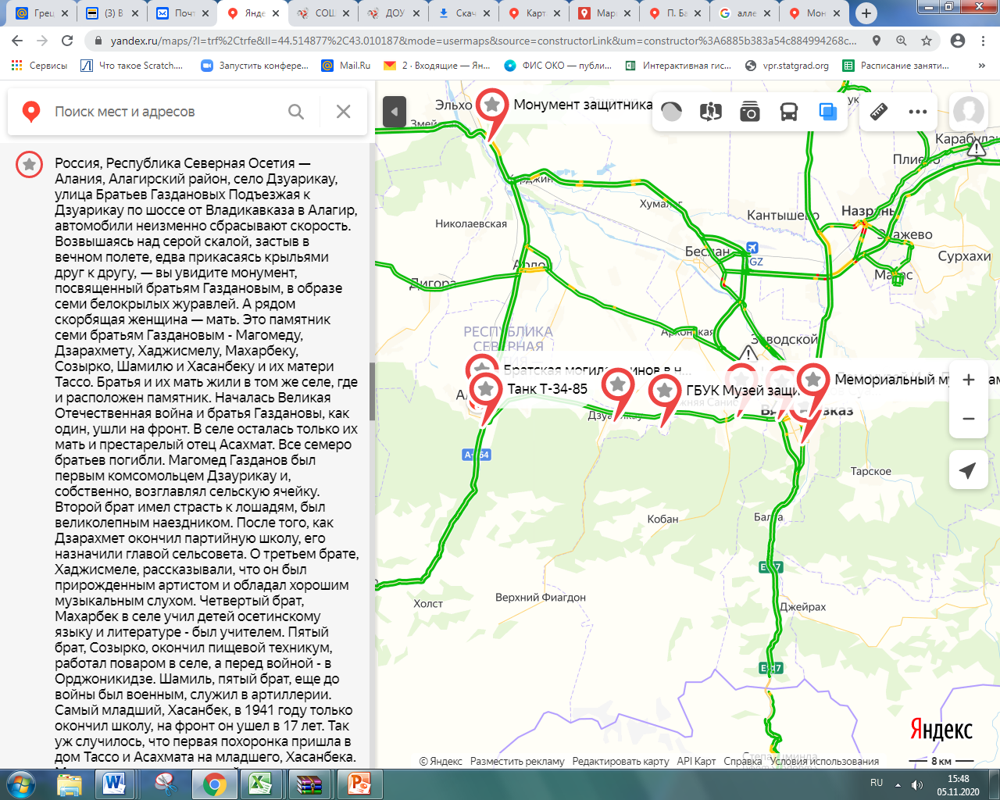 Грец
(3) В
Почт
Янде
СОШ
ДОУ
Скач
Карт
Марш
П. Ба
алле
Мон
yandex.ru/maps/?l=trf%2Ctrfe&ll=44.514877%2C43.010187&mode=usermaps&source=constructorLink&um=constructor%3A6885b383a54c884994268c...
Сервисы
Что такое Scratch....
Запустить конфере...
Mail.Ru
2 · Входящие — Ян...
ФИС ОКО — публи...
Интерактивная гис...
vpr.statgrad.org
Расписание заняти...
»
Поиск мест и адресов
Россия, Республика Северная Осетия —
Алания, Алагирский район, село Дзуарикау,
улица Братьев Газдановых Подъезжая к
Дзуарикау по шоссе от Владикавказа в Алагир,
автомобили неизменно сбрасывают скорость.
Возвышаясь над серой скалой, застыв в
вечном полете, едва прикасаясь крыльями
друг к другу, — вы увидите монумент,
посвященный братьям Газдановым, в образе
семи белокрылых журавлей. А рядом
скорбящая женщина — мать. Это памятник
семи братьям Газдановым - Магомеду,
Дзарахмету, Хаджисмелу, Махарбеку,
Созырко, Шамилю и Хасанбеку и их матери
Тассо. Братья и их мать жили в том же селе, где
и расположен памятник. Началась Великая
Отечественная война и братья Газдановы, как
один, ушли на фронт. В селе осталась только их
мать и престарелый отец Асахмат. Все семеро
братьев погибли. Магомед Газданов был
первым комсомольцем Дзаурикау и,
собственно, возглавлял сельскую ячейку.
Второй брат имел страсть к лошадям, был
великолепным наездником. После того, как
Дзарахмет окончил партийную школу, его
назначили главой сельсовета. О третьем брате,
Хаджисмеле, рассказывали, что он был
прирожденным артистом и обладал хорошим
музыкальным слухом. Четвертый брат,
Махарбек в селе учил детей осетинскому
языку и литературе - был учителем. Пятый
брат, Созырко, окончил пищевой техникум,
работал поваром в селе, а перед войной - в
Орджоникидзе. Шамиль, пятый брат, еще до
войны был военным, служил в артиллерии.
Самый младший, Хасанбек, в 1941 году только
окончил школу, на фронт он ушел в 17 лет. Так
уж случилось, что первая похоронка пришла в
дом Тассо и Асахмата на младшего, Хасанбека.
Эльхо
Монумент защитника
Змей
Карабула
Плиево
Хумалаг
Кантышево
Назрань
Николаевская
Экажево
Беслан
GZ
Сурхахи
Магас
Ардо
Дигора
РЕСПУБЛИКА
СЕВЕРНАЯ
Архонская
Заводской
Братская могила воинов в н...
Танк Т-34-85
ГБУК Музей защи
Мемориальный му
Дзуарикау
А-164
Тарское
Кобан
Балта
Верхний Фиагдон
Холст
Джейрах
Степанцминда
Яндекс
© Яндекс Разместить рекламу Редактировать карту API Карт Справка Условия использования
8 км
RU
15:48
05.11.2020